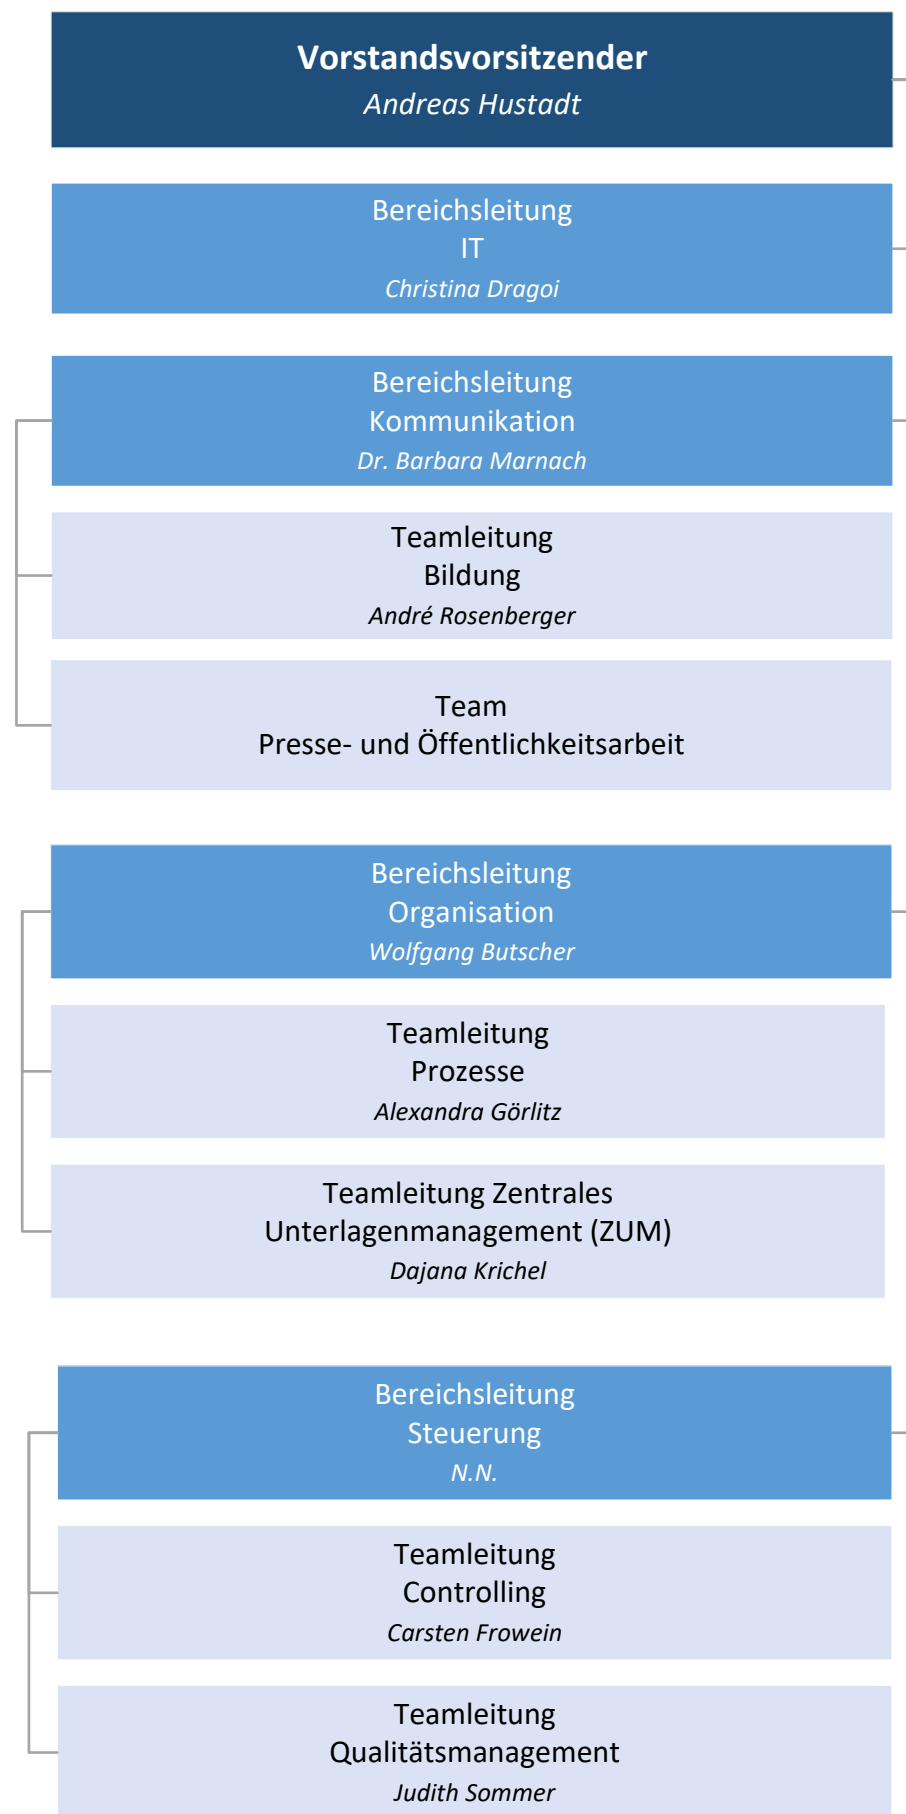 Vorstandsvorsitzender
Andreas Hustadt
Bereichsleitung
IT
Christina Dragoi
Bereichsleitung
Kommunikation
Dr. Barbara Marnach
Teamleitung
Bildung
André Rosenberger
Team
Presse- und Öffentlichkeitsarbeit
Bereichsleitung
Organisation
Wolfgang Butscher
Teamleitung
Prozesse
Alexandra Görlitz
Teamleitung Zentrales
Unterlagenmanagement (ZUM)
Dajana Krichel
Bereichsleitung
Steuerung
N.N.
Teamleitung
Controlling
Carsten Frowein
Teamleitung
Qualitätsmanagement
Judith Sommer